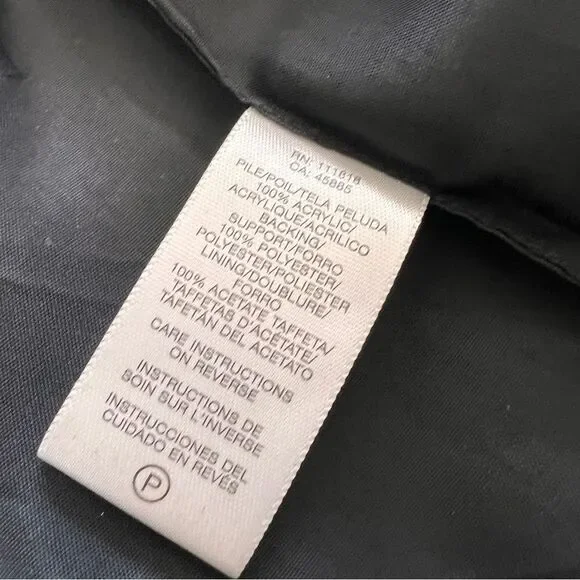 RN: 111818
CA: 45885
PILE/POIL/TELA PELUDA
100% ACRYLIC/
ACRYLIQUE/ACRILICO
BACKING/
SUPPORT/FORRO
100% POLYESTER/
POLYESTER/POLIESTER
LINING/DOUBLURE/
FORRO
100% ACETATE TAFFETA/
TAFFETAS D'ACETATE/
TAFETAN DEL ACETATO
CARE INSTRUCTIONS
ON REVERSE
INSTRUCTIONS DE
SOIN SUR L'INVERSE
INSTRUCCIONES DEL
CUIDADO EN REVÉS
P